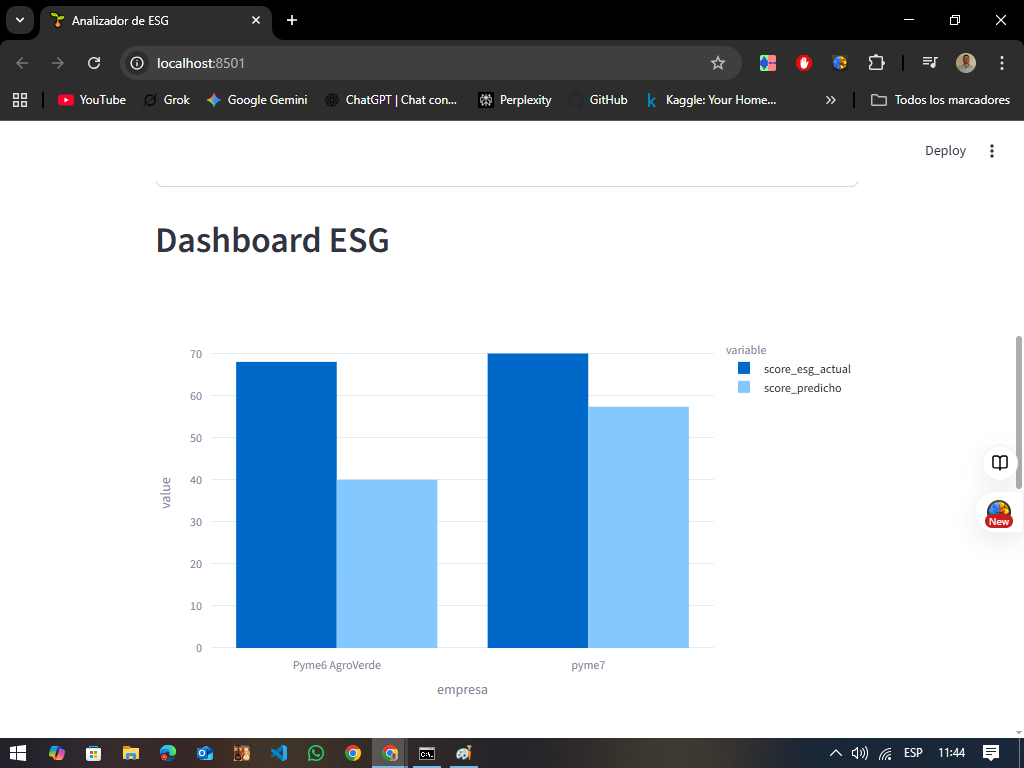 Analizador de ESG
localhost:8501
YouTube
Grok
Google Gemini
ChatGPT | Chat con...
Perplexity
GitHub
Kaggle: Your Home...
Todos los marcadores
Deploy
Dashboard ESG
variable
score_esg_actual
score_predicho
value
70
60
50
40
30
20
10
0
Pyme6 AgroVerde
pyme7
empresa
New
ESP
11:44